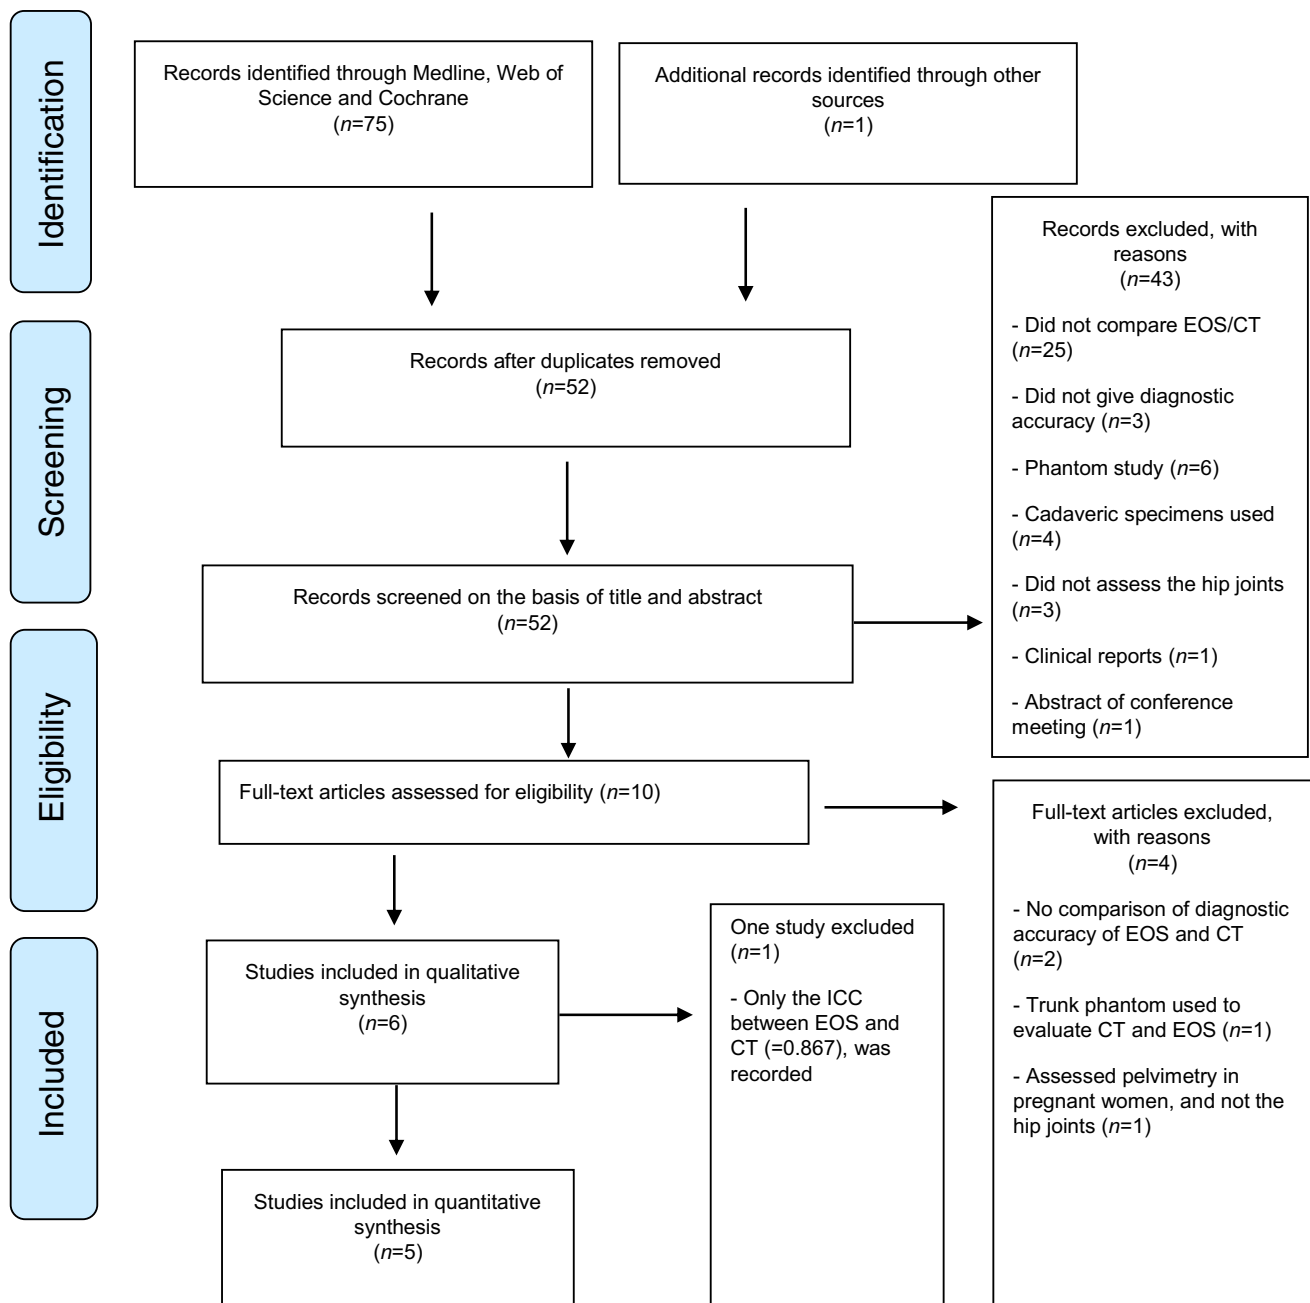 Identification
Records identified through Medline, Web of
Science and Cochrane
(n=75)
Additional records identified through other
sources
(n=1)
Records excluded, with
reasons
(n=43)
- Did not compare EOS/CT
(n=25)
- Did not give diagnostic
accuracy (n=3)
- Phantom study (n=6)
- Cadaveric specimens used
(n=4)
- Did not assess the hip joints
(n=3)
- Clinical reports (n=1)
- Abstract of conference
meeting (n=1)
Screening
Records after duplicates removed
(n=52)
Records screened on the basis of title and abstract
(n=52)
Eligibility
Full-text articles assessed for eligibility (n=10)
Full-text articles excluded,
with reasons
(n=4)
- No comparison of diagnostic
accuracy of EOS and CT
(n=2)
- Trunk phantom used to
evaluate CT and EOS (n=1)
- Assessed pelvimetry in
pregnant women, and not the
hip joints (n=1)
Included
Studies included in qualitative
synthesis
(n=6)
One study excluded
(n=1)
- Only the ICC
between EOS and
CT (=0.867), was
recorded
Studies included in quantitative
synthesis
(n=5)